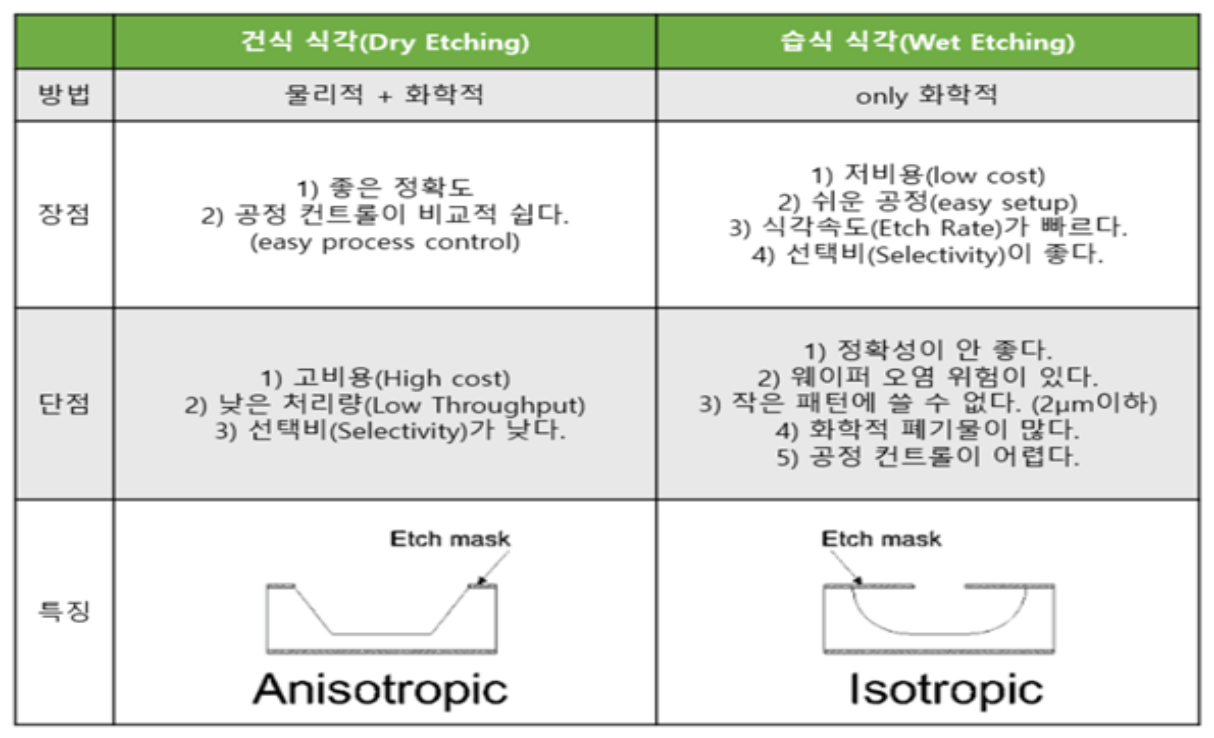 건식 식각(Dry Etching)
습식 식각(Wet Etching)
방법
물리적 + 화학적
only 화학적
장점
1) 좋은 정확도
2) 공정 컨트롤이 비교적 쉽다.
(easy process control)
1) 저비용(low cost)
2) 쉬운 공정(easy setup)
3) 식각속도(Etch Rate)가 빠르다.
4) 선택비(Selectivity)이 좋다.
단점
1) 고비용(High cost)
2) 낮은 처리량(Low Throughput)
3) 선택비(Selectivity)가 낮다.
1) 정확성이 안 좋다.
2) 웨이퍼 오염 위험이 있다.
3) 작은 패턴에 쓸 수 없다. (2μm이하)
4) 화학적 폐기물이 많다.
5) 공정 컨트롤이 어렵다.
특징
Etch mask
Anisotropic
Etch mask
Isotropic